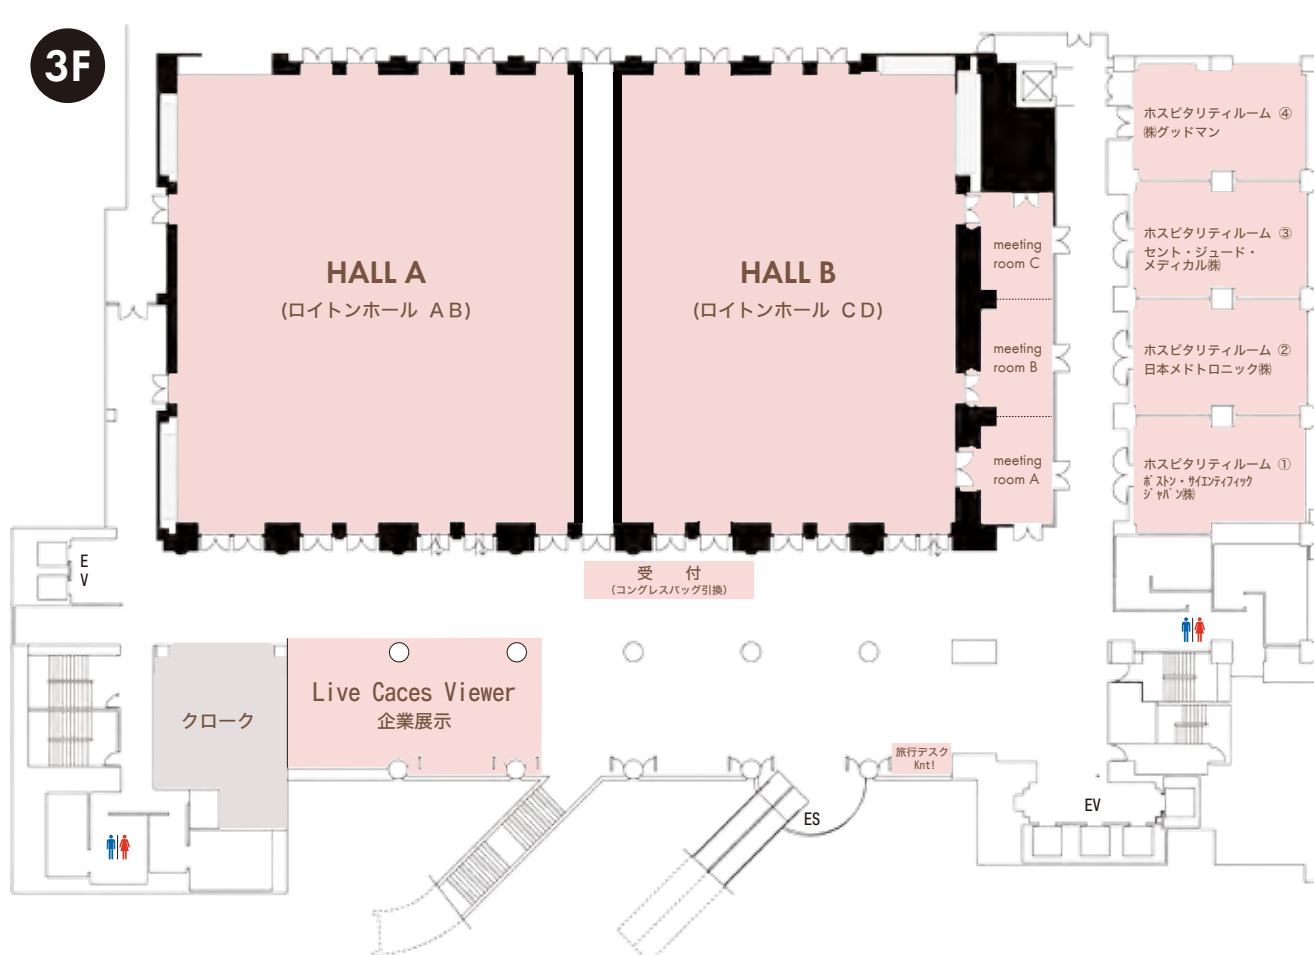 3F
HALL A
(ロイトンホール AB)
HALL B
(ロイトンホール CD)
meeting
room C
meeting
room B
meeting
room A
ホスピタリティルーム ④
㈱グッドマン
ホスピタリティルーム ③
セント・ジュード・
メディカル㈱
ホスピタリティルーム ②
日本メドトロニック㈱
ホスピタリティルーム ①
ボストン・サイエンティフィック
ジャパン㈱
E
V
受 付
(コングレスバッグ引換)
クローク
Live Caces Viewer
企業展示
旅行デスク
Knt!
ES
EV